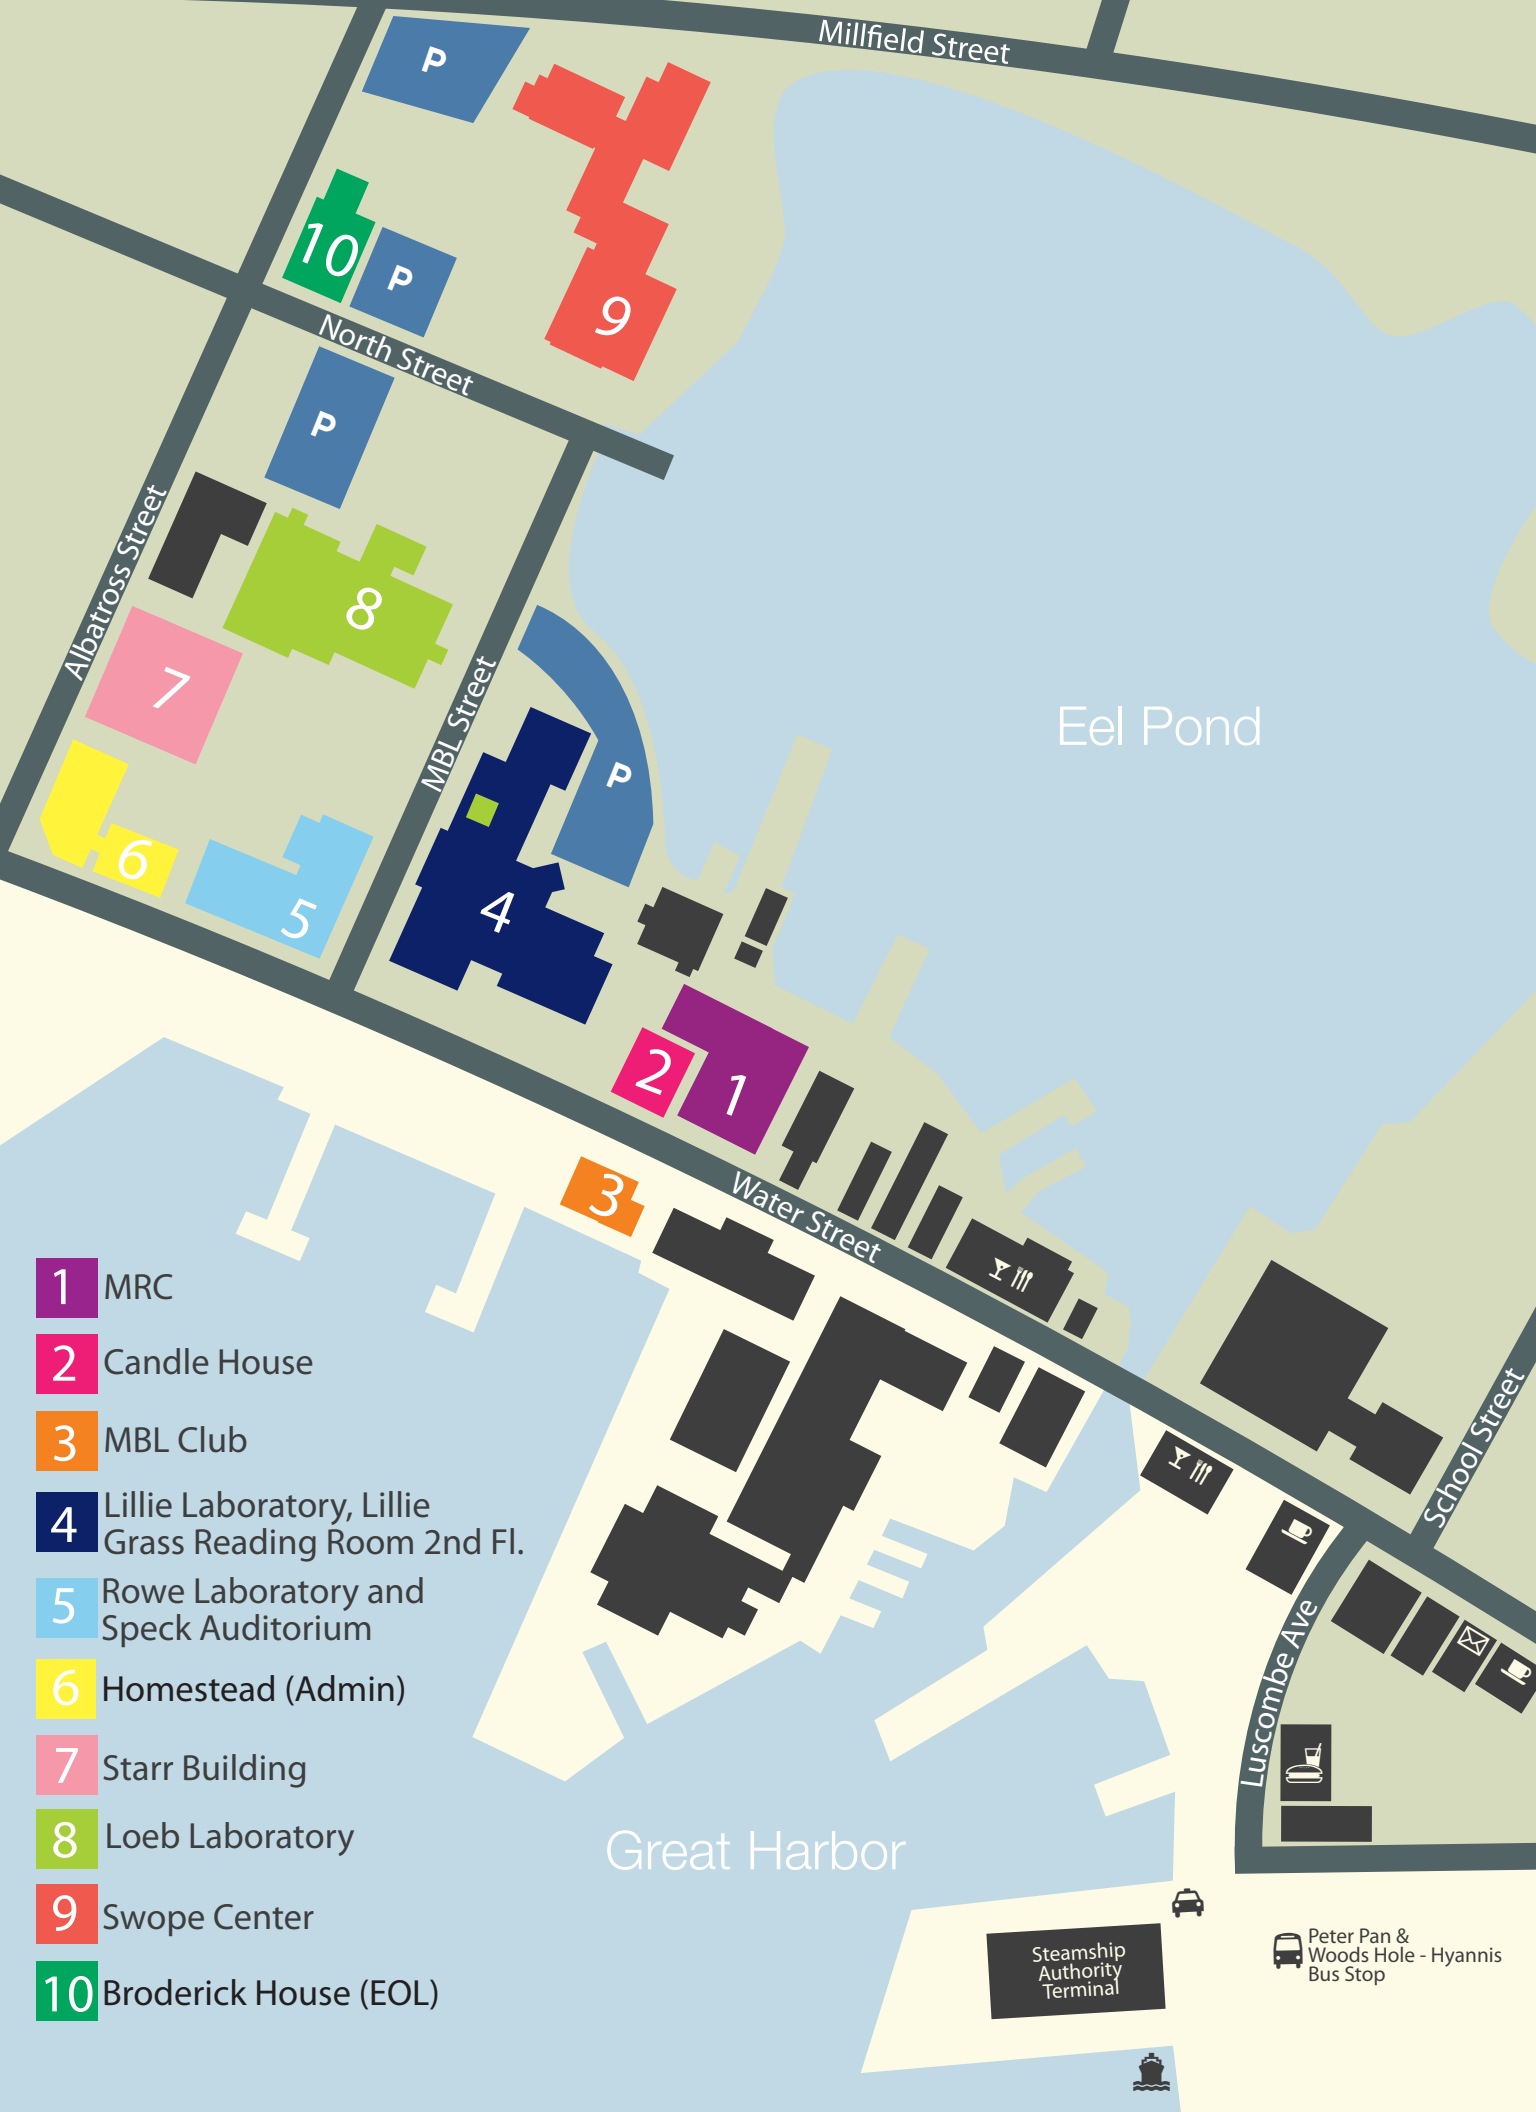 Millfield Street
P
10
P
9
North Street
P
Albatross Street
8
7
MBL Street
P
Eel Pond
6
5
4
2
1
3
Water Street
1 MRC
2 Candle House
3 MBL Club
4 Lillie Laboratory, Lillie
Grass Reading Room 2nd Fl.
5 Rowe Laboratory and
Speck Auditorium
6 Homestead (Admin)
7 Starr Building
8 Loeb Laboratory
9 Swope Center
10 Broderick House (EOL)
School Street
Luscombe Ave
Great Harbor
Steamship
Authority
Terminal
Peter Pan &
Woods Hole - Hyannis
Bus Stop